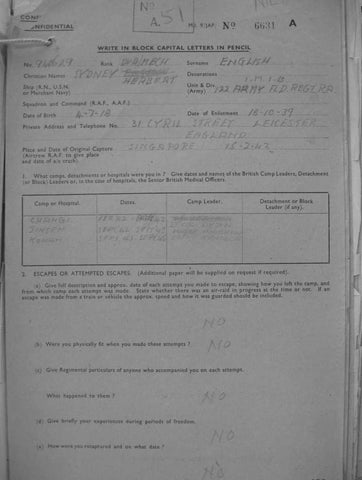 CONF
CONFIDENTIAL
No
A.51
M.I. 9/JAP. No 6631 A
WRITE IN BLOCK CAPITAL LETTERS IN PENCIL
No. Rank Surname ENGLISH
Christian Names SYDNEY HERBERT Decorations
Ship (R.N., U.S.N. or Merchant Navy) Unit & Div. (Army) 122 ARMY F.D. REGT R.A
Squadron and Command (R.A.F., A.A.F.)
Date of Birth 4-7-18 Date of Enlistment 18-10-39
Private Address and Telephone No. 31 CYRIL STREET LEICESTER
ENGLAND
Place and Date of Original Capture SINGAPORE 15-2-42
(Aircrew R.A.F. to give place and date of a/c crash).
1. What camps, detachments or hospitals were you in? Give dates and names of the British Camp Leaders, Detachment
(or Block) Leaders or, in the case of hospitals, the Senior British Medical Officers.
Camp or Hospital. Dates. Camp Leader. Detachment or Block Leader (if any).
CHANGI
2. ESCAPES OR ATTEMPTED ESCAPES. (Additional paper will be supplied on request if required).
(a) Give full description and approx. date of each attempt you made to escape, showing how you left the camp, and
from which camp each attempt was made. State whether there was an air-raid in progress at the time or not. If an
escape was made from a train or vehicle the approx. speed and how it was guarded should be included.
NO
(b) Were you physically fit when you made these attempts? NO
(c) Give Regimental particulars of anyone who accompanied you on each attempt.
NO
What happened to them?
(d) Give briefly your experience during periods of freedom.
NO
(e) How were you recaptured and on what date?
NO